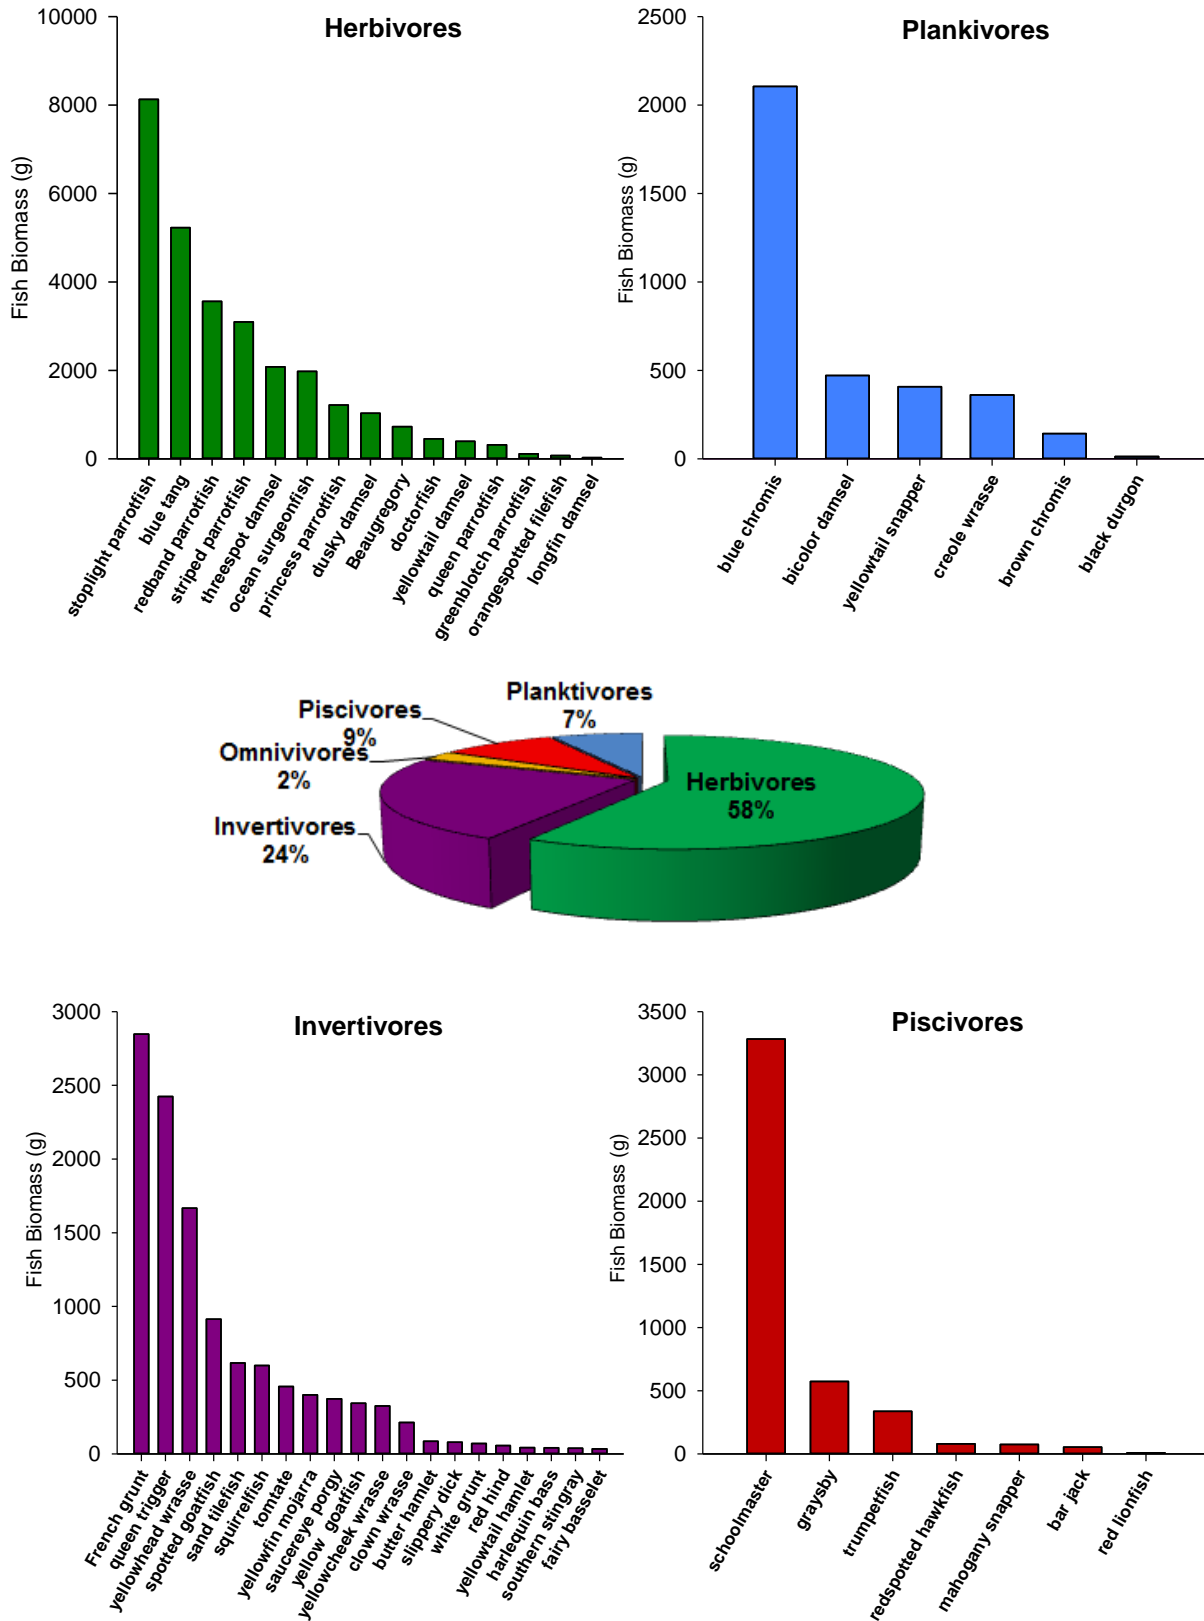 Herbivores
10000
8000
6000
4000
2000
0
Fish Biomass (g)
stoplight parrotfish
blue tang
redband parrotfish
striped parrotfish
threespot damsel
ocean surgeonfish
princess parrotfish
dusky damsel
Beaugregory
doctorfish
yellowtail damsel
queen parrotfish
greenblotch parrotfish
orangespotted filefish
longfin damsel
Plankivores
2500
2000
1500
1000
500
0
Fish Biomass (g)
blue chromis
bicolor damsel
yellowtail snapper
creole wrasse
brown chromis
black durgon
Planktivores
7%
Piscivores
9%
Omnivivores
2%
Invertivores
24%
Herbivores
58%
Invertivores
3000
2500
2000
1500
1000
500
0
Fish Biomass (g)
French grunt
queen trigger
yellowhead wrasse
spotted goatfish
sand tilefish
squirrelfish
tomtate
yellowfin mojarra
saucereye porgy
yellow goatfish
yellowcheek wrasse
clown wrasse
butter hamlet
slippery dick
white grunt
red hind
yellowtail hamlet
harlequin bass
southern stingray
fairy basselet
Piscivores
3500
3000
2500
2000
1500
1000
500
0
Fish Biomass (g)
schoolmaster
graysby
trumpetfish
redspotted hawkfish
mahogany snapper
bar jack
red lionfish